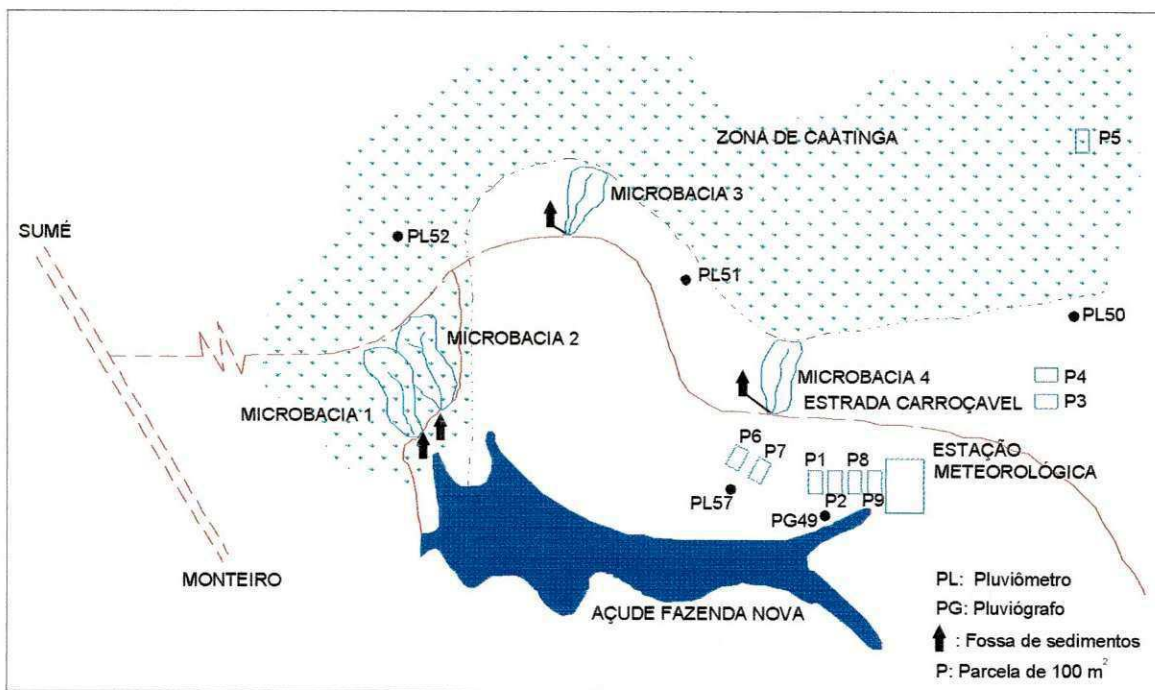 ZONA DE CAATINGA
P5
MICROBACIA 3
SUMÉ
PL52
PL51
PL50
MICROBACIA 2
MICROBACIA 4
P4
MICROBACIA 1
ESTRADA CARROÇAVEL
P3
P6
P7
P1
P8
ESTAÇÃO
METEOROLÓGICA
PL57
P2
P9
PG49
MONTEIRO
AÇUDE FAZENDA NOVA
PL: Pluviômetro
PG: Pluviógrafo
: Fossa de sedimentos
P: Parcela de 100 m²